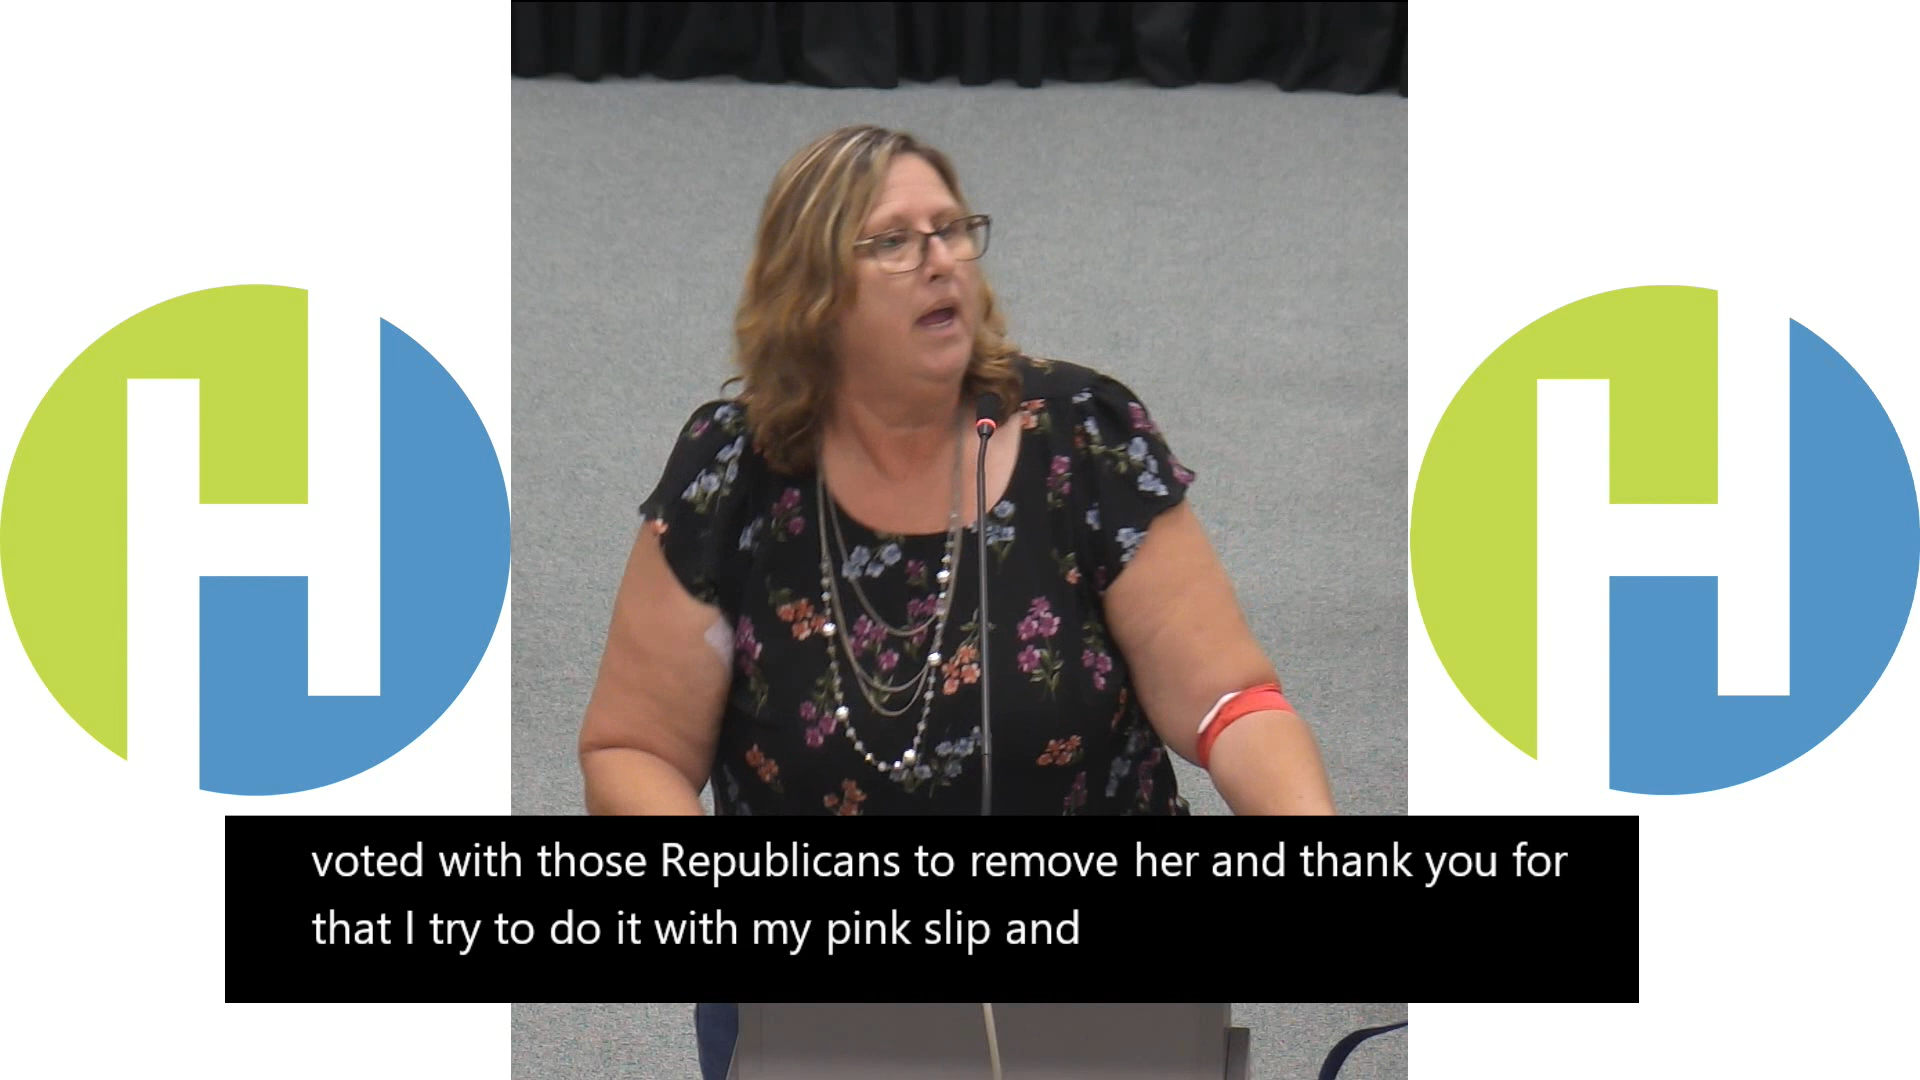 voted with those Republicans to remove her and thank you for
that I try to do it with my pink slip and